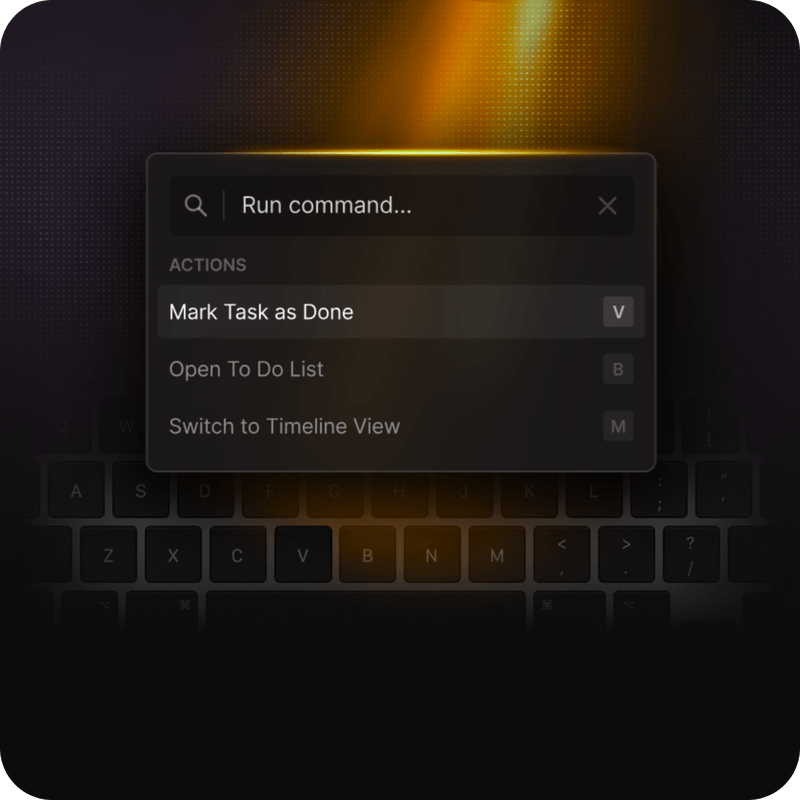 Run command...
ACTIONS
Mark Task as Done V
Open To Do List B
Switch to Timeline View M
Q W { [
A S D F G H J K L : ; " '
Z X C V B N M < , > . ? /
⌥ ⌘ ⌘ ⌥